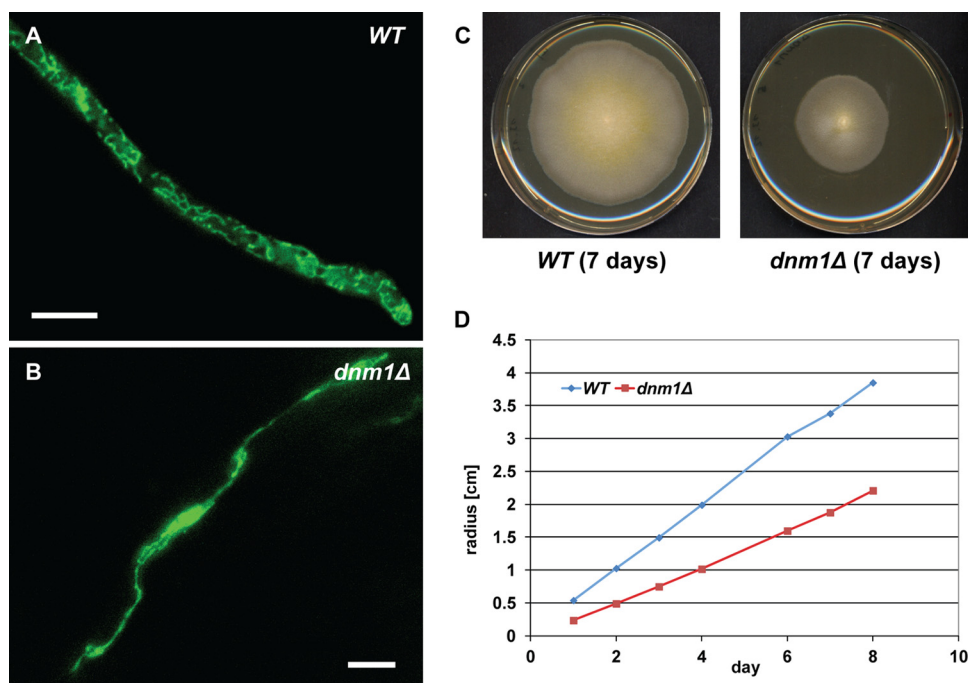 A
WT
B
dnm1Δ
C
WT (7 days)
dnm1Δ (7 days)
D
4.5
4
3.5
3
2.5
2
1.5
1
0.5
0
radius [cm]
WT
dnm1Δ
0
2
4
6
8
10
day